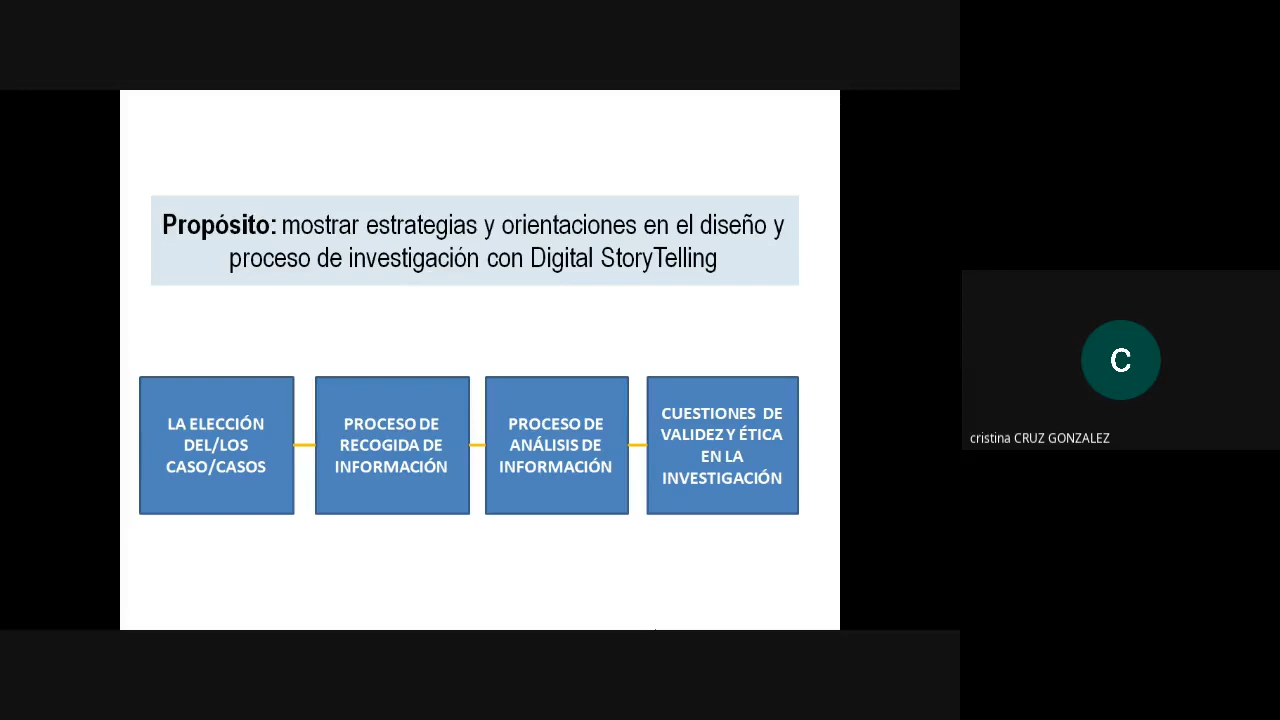 Propósito: mostrar estrategias y orientaciones en el diseño y
proceso de investigación con Digital StoryTelling
LA ELECCIÓN
DEL/LOS
CASO/CASOS
PROCESO DE
RECOGIDA DE
INFORMACIÓN
PROCESO DE
ANÁLISIS DE
INFORMACIÓN
CUESTIONES DE
VALIDEZ Y ÉTICA
EN LA
INVESTIGACIÓN
C
cristina CRUZ GONZALEZ